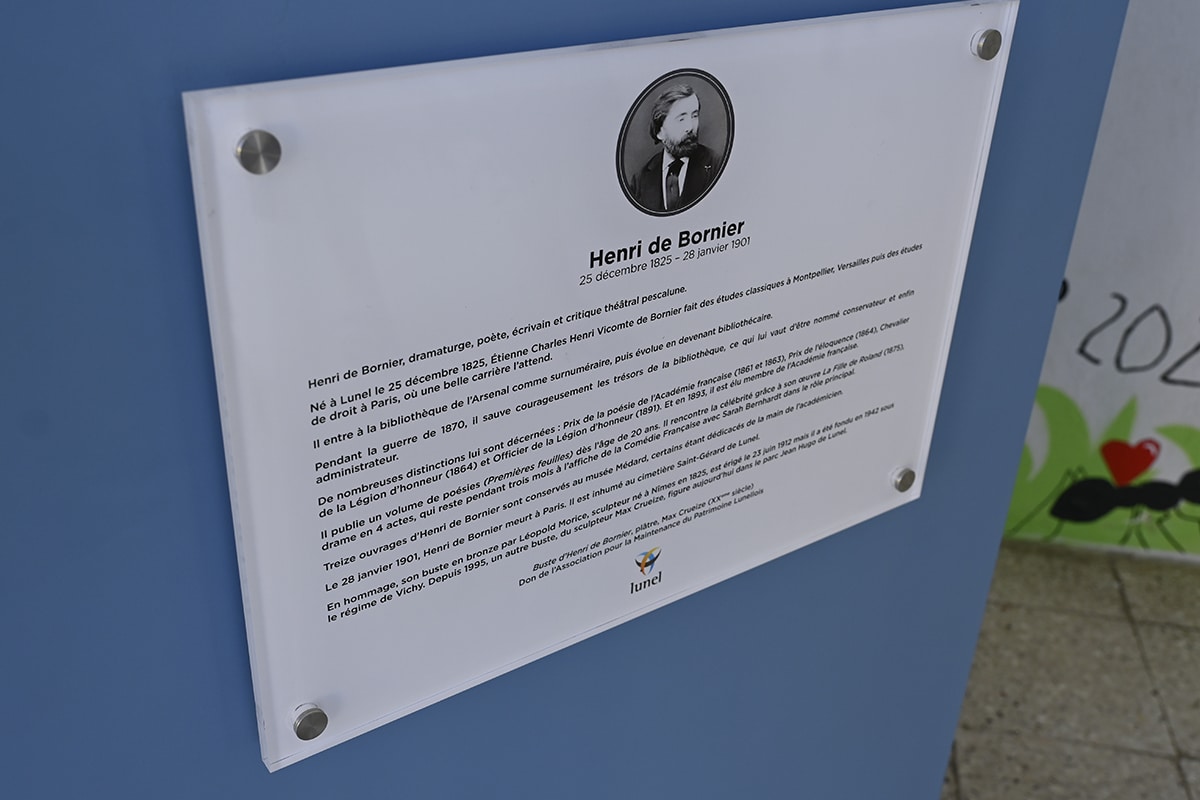 Henri de Bornier
25 décembre 1825 – 28 janvier 1901
Henri de Bornier, dramaturge, poète, écrivain et critique théâtral pescalune.
Né à Lunel le 25 décembre 1825, Étienne Charles Henri Vicomte de Bornier fait des études classiques à Montpellier, Versailles puis des études
de droit à Paris, où une belle carrière l'attend.
Il entre à la bibliothèque de l'Arsenal comme surnuméraire, puis évolue en devenant bibliothécaire.
Pendant la guerre de 1870, il sauve courageusement les trésors de la bibliothèque, ce qui lui vaut d'être nommé conservateur et enfin
administrateur.
De nombreuses distinctions lui sont décernées : Prix de la poésie de l'Académie française (1861 et 1863), Prix de l'éloquence (1864), Chevalier
de la Légion d'honneur (1864) et Officier de la Légion d'honneur (1891). Et en 1893, il est élu membre de l'Académie française.
Il publie un volume de poésies (Premières feuilles) dès l'âge de 20 ans. Il rencontre la célébrité grâce à son œuvre La Fille de Roland (1875),
drame en 4 actes, qui reste pendant trois mois à l'affiche de la Comédie Française avec Sarah Bernhardt dans le rôle principal.
Treize ouvrages d'Henri de Bornier sont conservés au musée Médard, certains étant dédicacés de la main de l'académicien.
Le 28 janvier 1901, Henri de Bornier meurt à Paris. Il est inhumé au cimetière Saint-Gérard de Lunel.
En hommage, son buste en bronze par Léopold Morice, sculpteur né à Nîmes en 1825, est érigé le 23 juin 1912 mais il a été fondu en 1942 sous
le régime de Vichy. Depuis 1995, un autre buste, du sculpteur Max Crueize, figure aujourd'hui dans le parc Jean Hugo de Lunel.
Buste d'Henri de Bornier, plâtre, Max Crueize (XXème siècle)
Don de l'Association pour la Maintenance du Patrimoine Lunellois
lunel